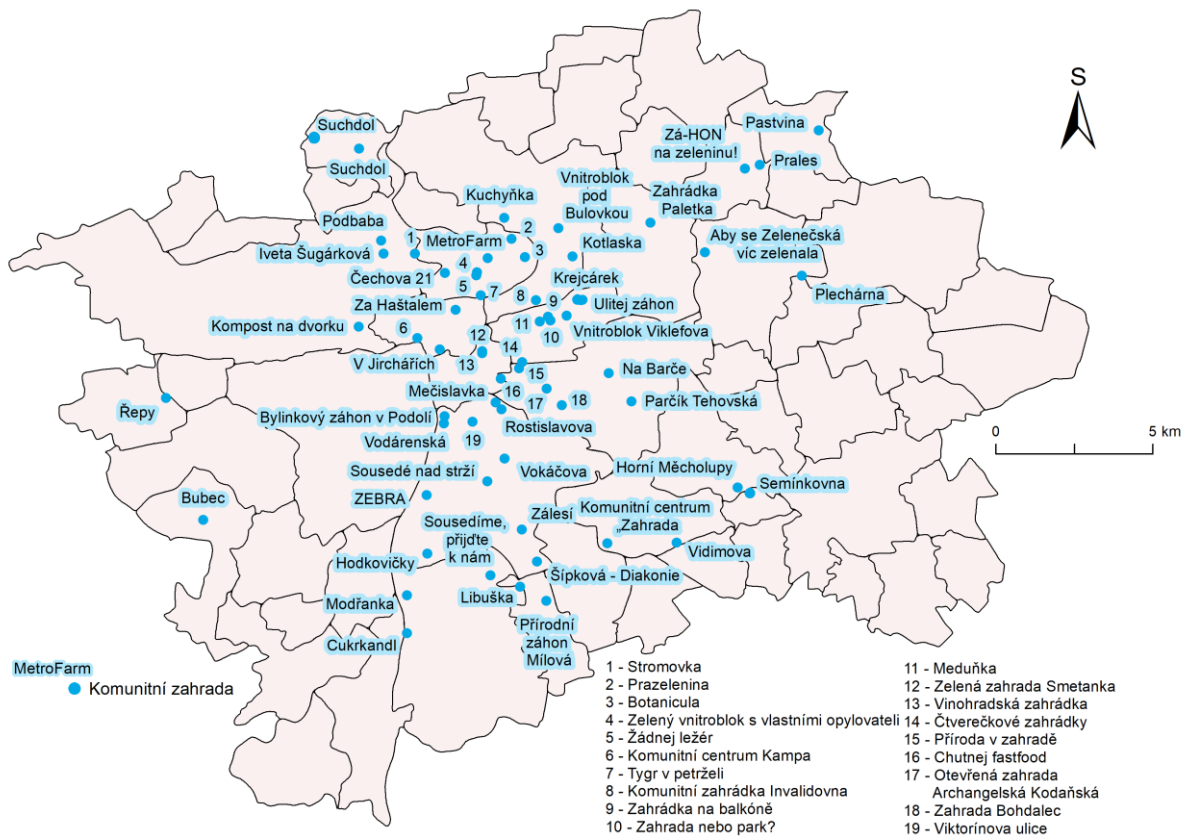 S
Suchdol
Suchdol
Pastvina
Zá-HON
na zeleninu!
Prales
Kuchyňka
Vnitroblok
pod
Bulovkou
Zahrádka
Paletka
Podbaba
1
MetroFarm
2
3
Kotlaska
Aby se Zelenečská
víc zelenala
Iveta Šugárková
Čechova 21
4
5
7
8
9
Krejcárek
Ulitej záhon
Plechárna
Za Haštalem
Kompost na dvorku
6
11
10
Vnitroblok Viklefova
12
14
V Jirchářích
13
15
Na Barče
Mečislavka
16
17
18
Parčík Tehovská
Řepy
Bylinkový záhon v Podolí
Rostislavova
Vodárenská
19
0
5 km
Sousedé nad strží
Vokáčova
Horní Měcholupy
Semínkovna
ZEBRA
Bubec
Sousedíme,
přijďte
k nám
Zálesí
Komunitní centrum
„Zahrada
Vidimova
Hodkovičky
Šípková - Diakonie
Libuška
Modřanka
Přírodní
záhon
Mílová
Cukrkandl
MetroFarm
Komunitní zahrada
1 - Stromovka
2 - Prazelenina
3 - Botanicula
4 - Zelený vnitroblok s vlastními opylovateli
5 - Žádnej ležér
6 - Komunitní centrum Kampa
7 - Tygr v petrželi
8 - Komunitní zahrádka Invalidovna
9 - Zahrádka na balkóně
10 - Zahrada nebo park?
11 - Meduňka
12 - Zelená zahrada Smetanka
13 - Vinohradská zahrádka
14 - Čtverečkové zahrádky
15 - Příroda v zahradě
16 - Chutnej fastfood
17 - Otevřená zahrada
Archangelská Kodaňská
18 - Zahrada Bohdalec
19 - Viktorínova ulice